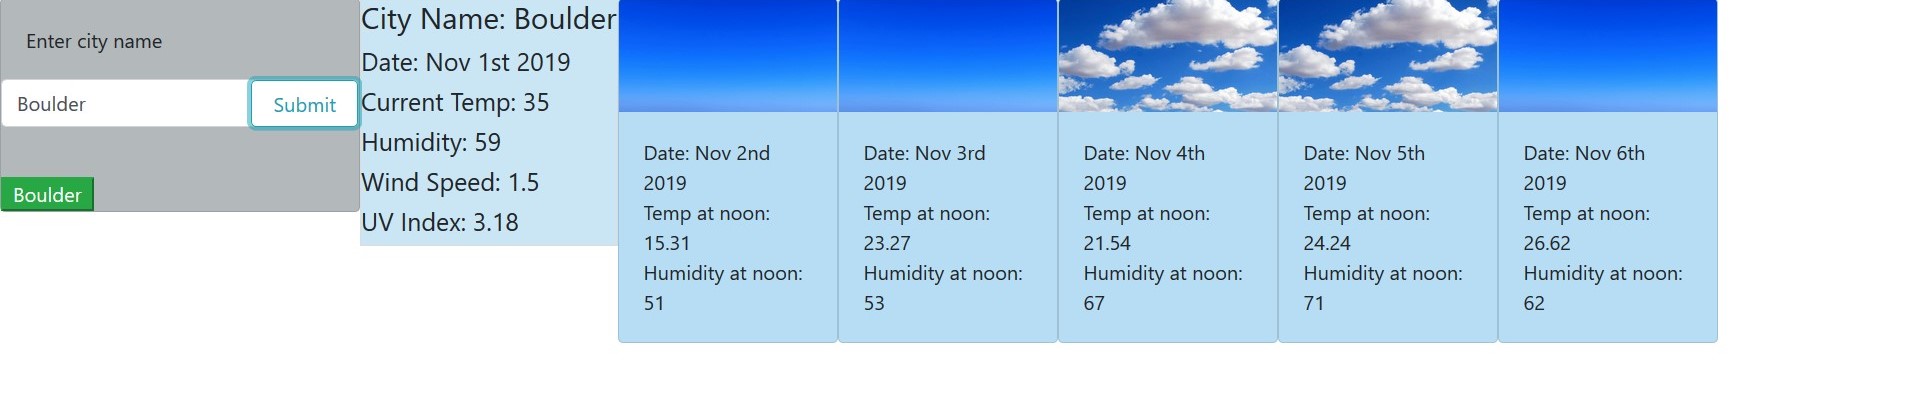 Enter city name
Boulder
Submit
Boulder
City Name: Boulder
Date: Nov 1st 2019
Current Temp: 35
Humidity: 59
Wind Speed: 1.5
UV Index: 3.18
Date: Nov 2nd
2019
Temp at noon:
15.31
Humidity at noon:
51
Date: Nov 3rd
2019
Temp at noon:
23.27
Humidity at noon:
53
Date: Nov 4th
2019
Temp at noon:
21.54
Humidity at noon:
67
Date: Nov 5th
2019
Temp at noon:
24.24
Humidity at noon:
71
Date: Nov 6th
2019
Temp at noon:
26.62
Humidity at noon:
62